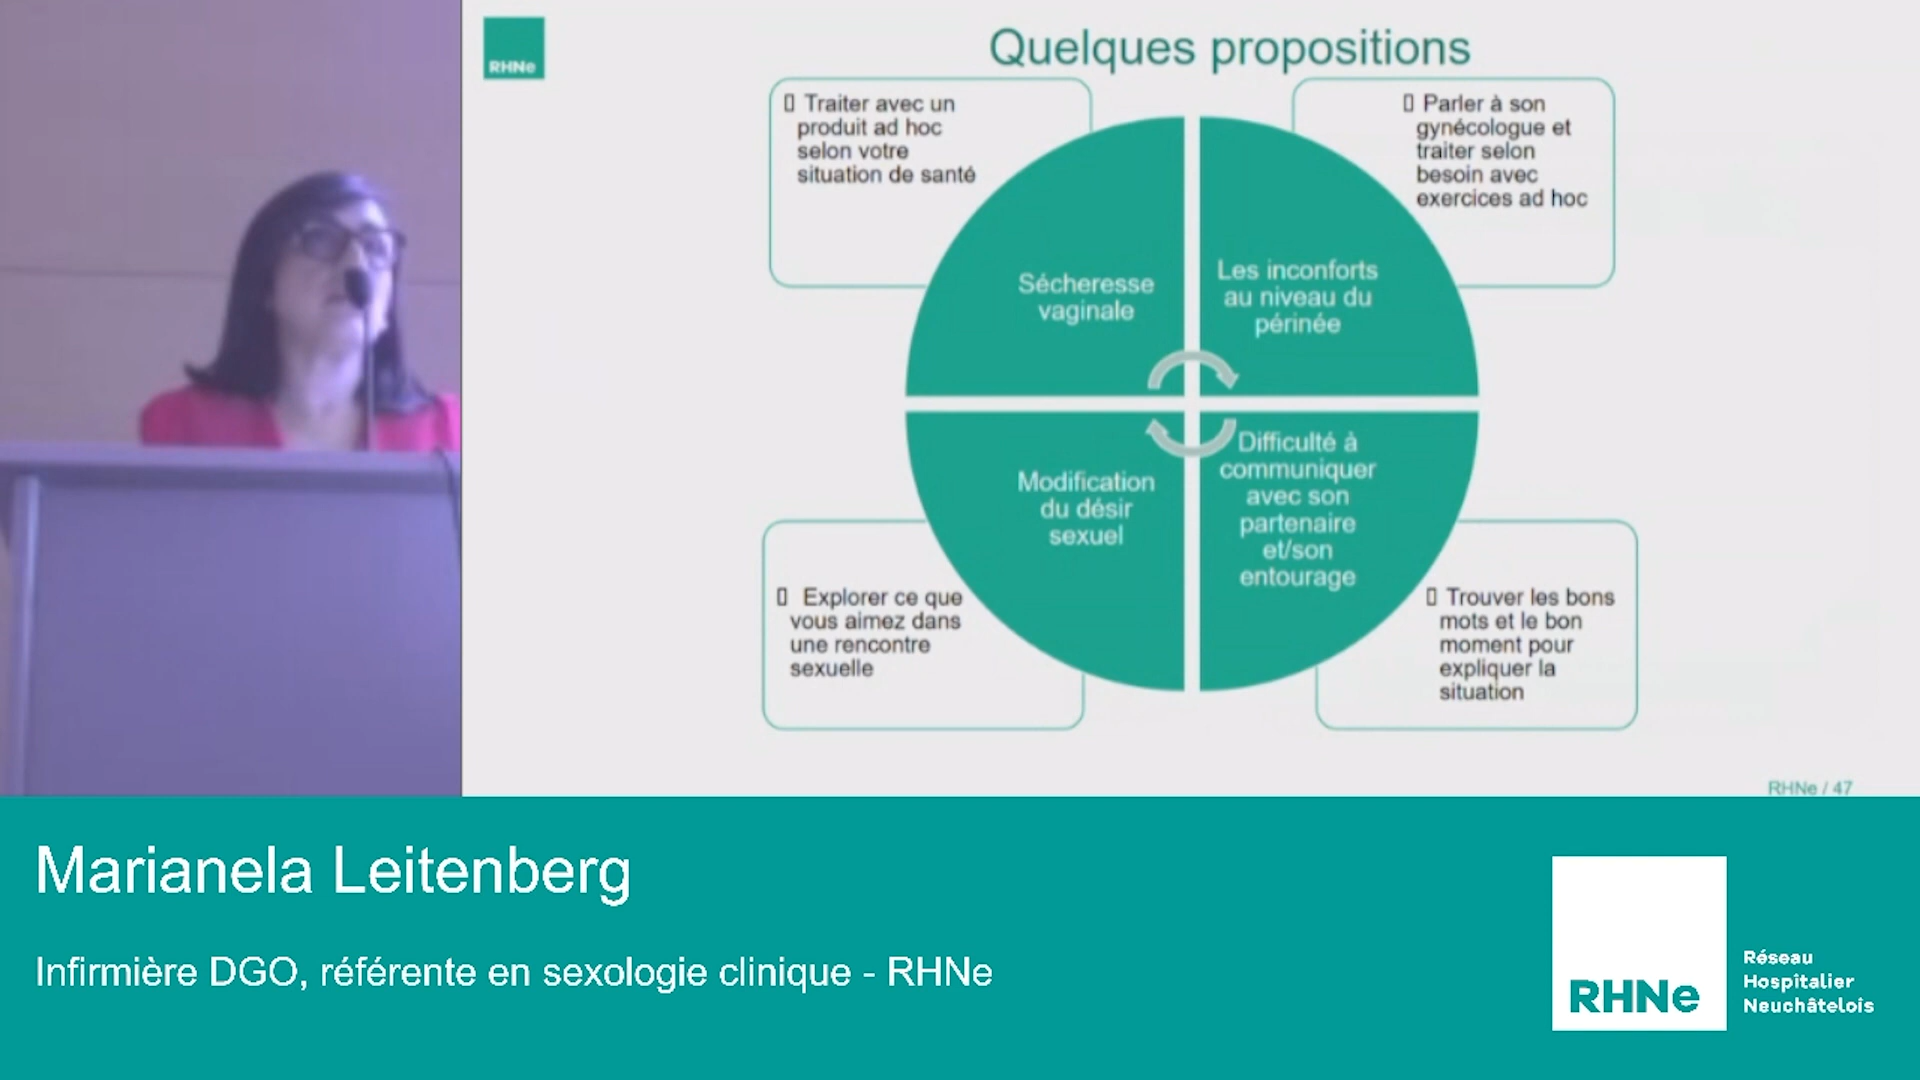 RHNe
Quelques propositions
Traiter avec un
produit ad hoc
selon votre
situation de santé
Parler à son
gynécologue et
traiter selon
besoin avec
exercices ad hoc
Sécheresse
vaginale
Les inconforts
au niveau du
périnée
Modification
du désir
sexuel
Difficulté à
communiquer
avec son
partenaire
et/son
entourage
Explorer ce que
vous aimez dans
une rencontre
sexuelle
Trouver les bons
mots et le bon
moment pour
expliquer la
situation
RHNe / 47
Marianela Leitenberg
Infirmière DGO, référente en sexologie clinique - RHNe
RHNe
Réseau
Hospitalier
Neuchâtelois